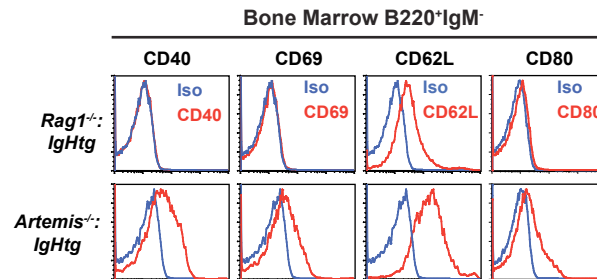 Bone Marrow B220+IgM-
CD40 CD69 CD62L CD80
Rag1-/-:
IgHtg
Iso
CD40
Iso
CD69
Iso
CD62L
Iso
CD80
Artemis-/-:
IgHtg